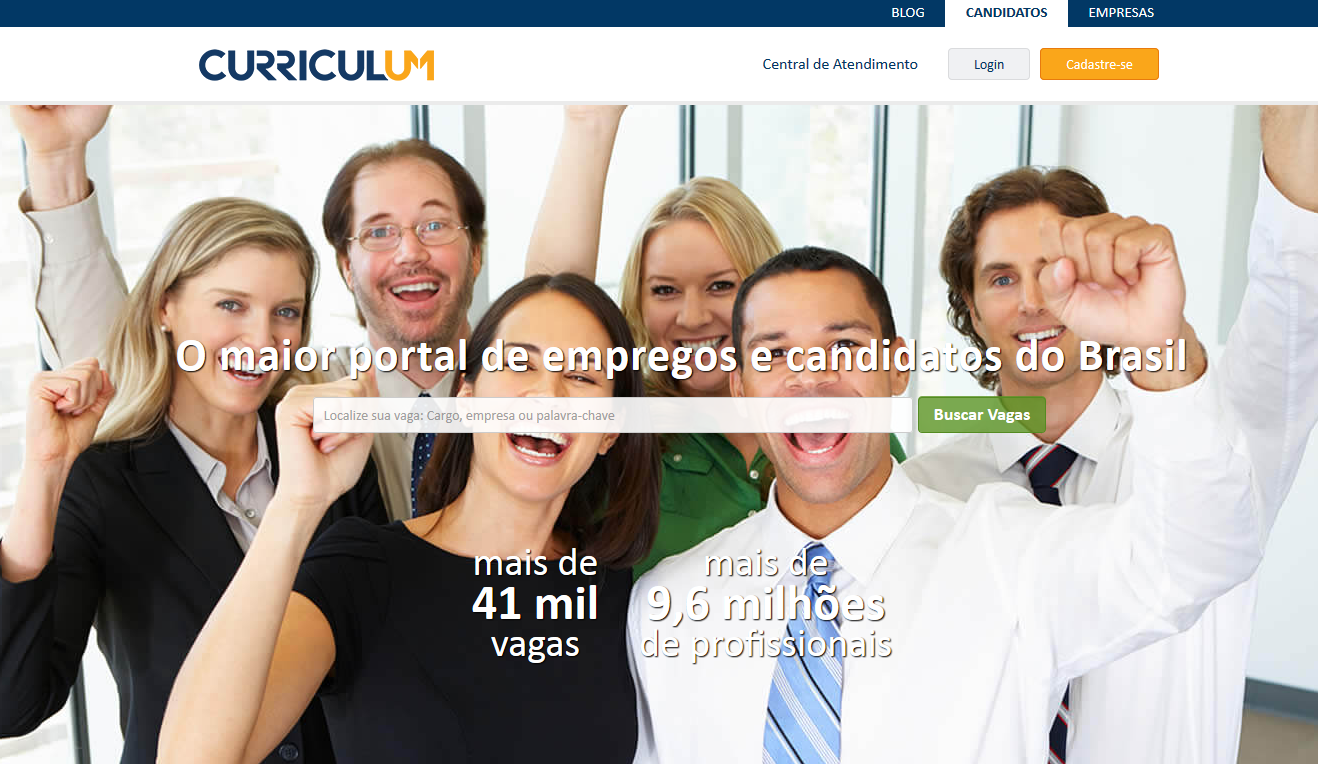 BLOG CANDIDATOS EMPRESAS
CURRICULUM
Central de Atendimento Login Cadastre-se
O maior portal de empregos e candidatos do Brasil
Localize sua vaga: Cargo, empresa ou palavra-chave Buscar Vagas
mais de
41 mil
vagas
mais de
9,6 milhões
de profissionais